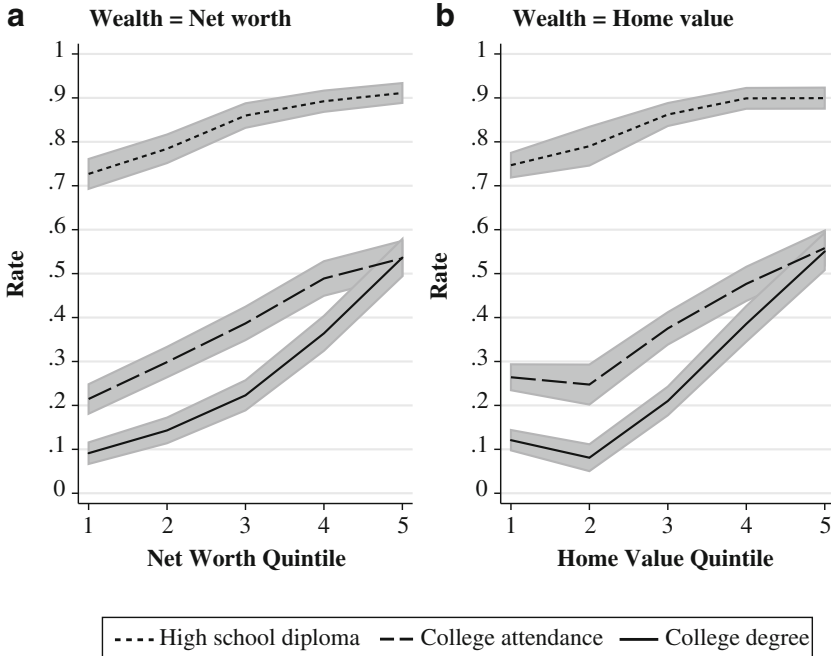 a Wealth = Net worth
1
.9
.8
.7
.6
.5
.4
.3
.2
.1
0
Rate
1 2 3 4 5
Net Worth Quintile
b Wealth = Home value
1
.9
.8
.7
.6
.5
.4
.3
.2
.1
0
Rate
1 2 3 4 5
Home Value Quintile
High school diploma College attendance College degree